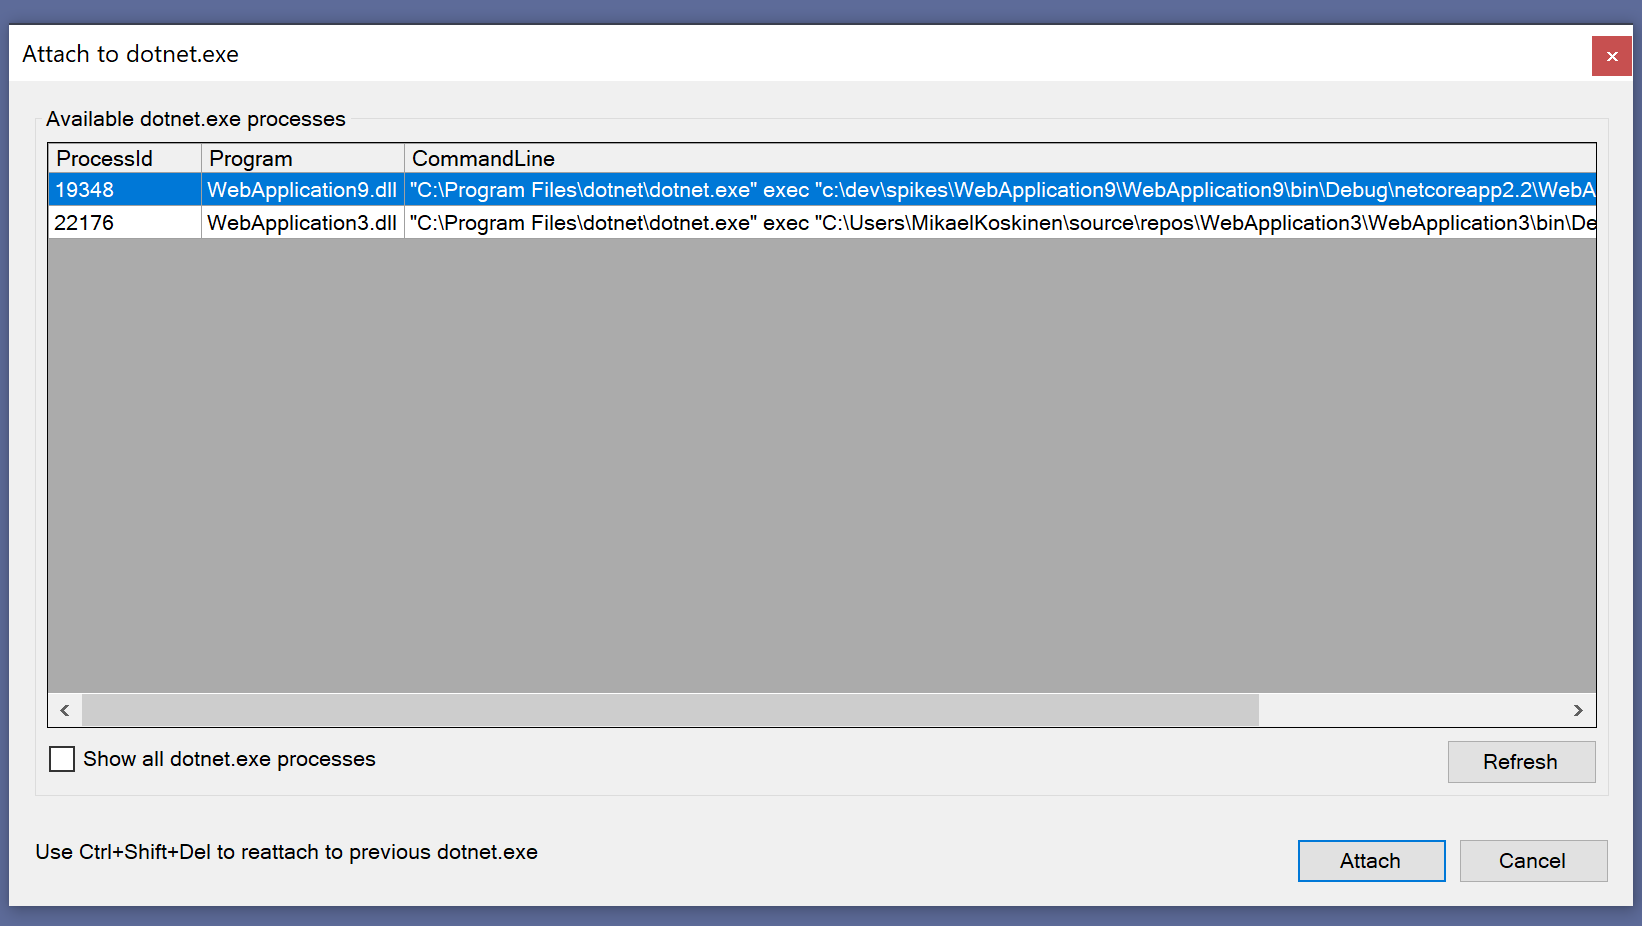 Attach to dotnet.exe
Available dotnet.exe processes
ProcessId Program CommandLine
19348 WebApplication9.dll "C:\Program Files\dotnet\dotnet.exe" exec "c:\dev\spikes\WebApplication9\WebApplication9\bin\Debug\netcoreapp2.2\WebA
22176 WebApplication3.dll "C:\Program Files\dotnet\dotnet.exe" exec "C:\Users\MikaelKoskinen\source\repos\WebApplication3\WebApplication3\bin\De
Show all dotnet.exe processes
Refresh
Use Ctrl+Shift+Del to reattach to previous dotnet.exe
Attach
Cancel